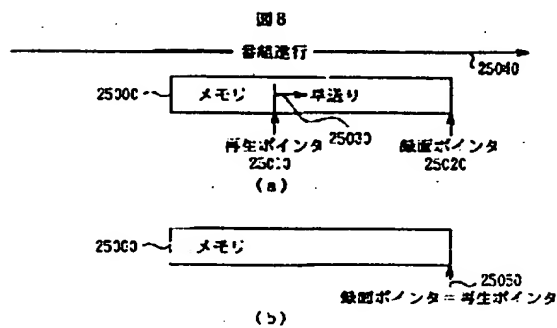 図8
番組進行
25040
25000
メモリ
早送り
再生ポインタ
25010
25030
録画ポインタ
25020
(a)
25000
メモリ
25050
録画ポインタ=再生ポインタ
(b)